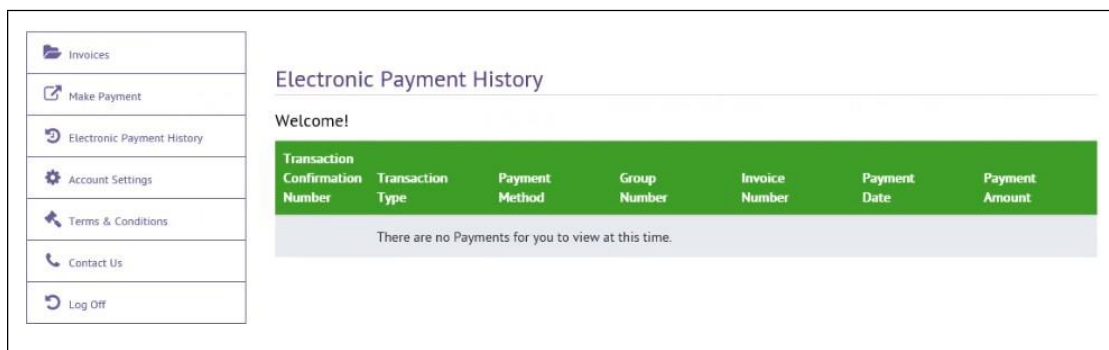 Invoices
Make Payment
Electronic Payment History
Account Settings
Terms & Conditions
Contact Us
Log Off
Electronic Payment History
Welcome!
Transaction
Confirmation Transaction Payment Group Invoice Payment Payment
Number Type Method Number Number Date Amount
There are no Payments for you to view at this time.